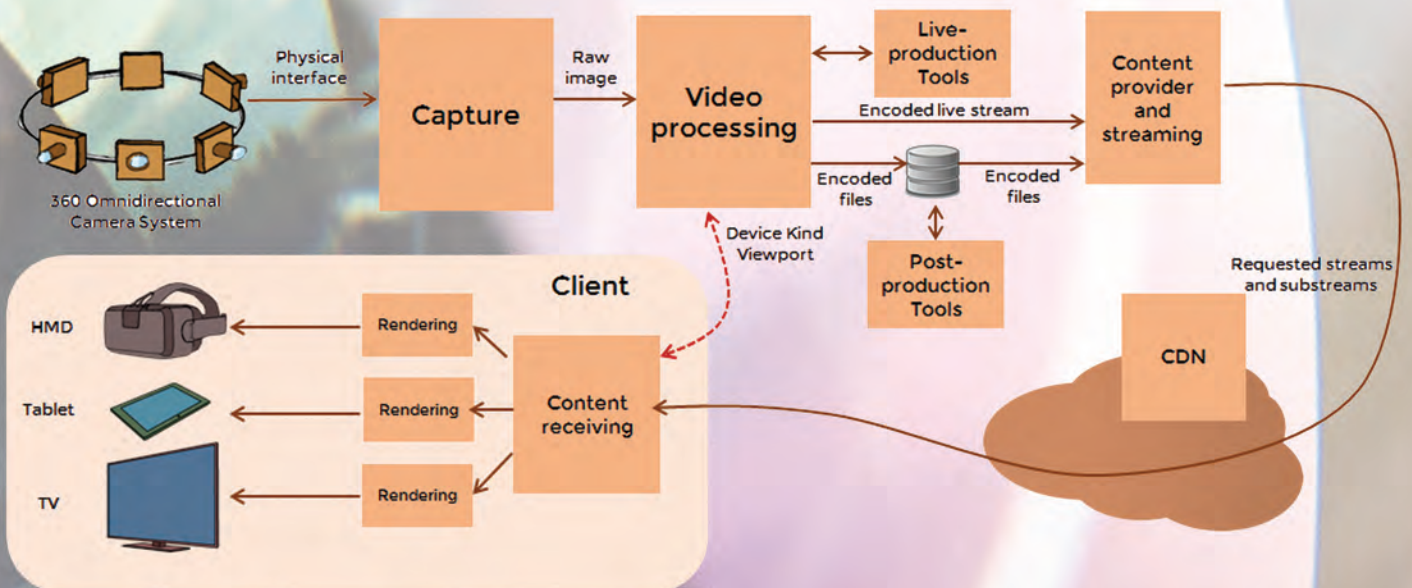 Physical
interface
Capture
Raw
image
Video
processing
Live-
production
Tools
Encoded live stream
Encoded
files
Encoded
files
Content
provider
and
streaming
360 Omnidirectional
Camera System
Device Kind
Viewport
Post-
production
Tools
Requested streams
and substreams
CDN
Client
HMD
Rendering
Tablet
Rendering
Content
receiving
TV
Rendering